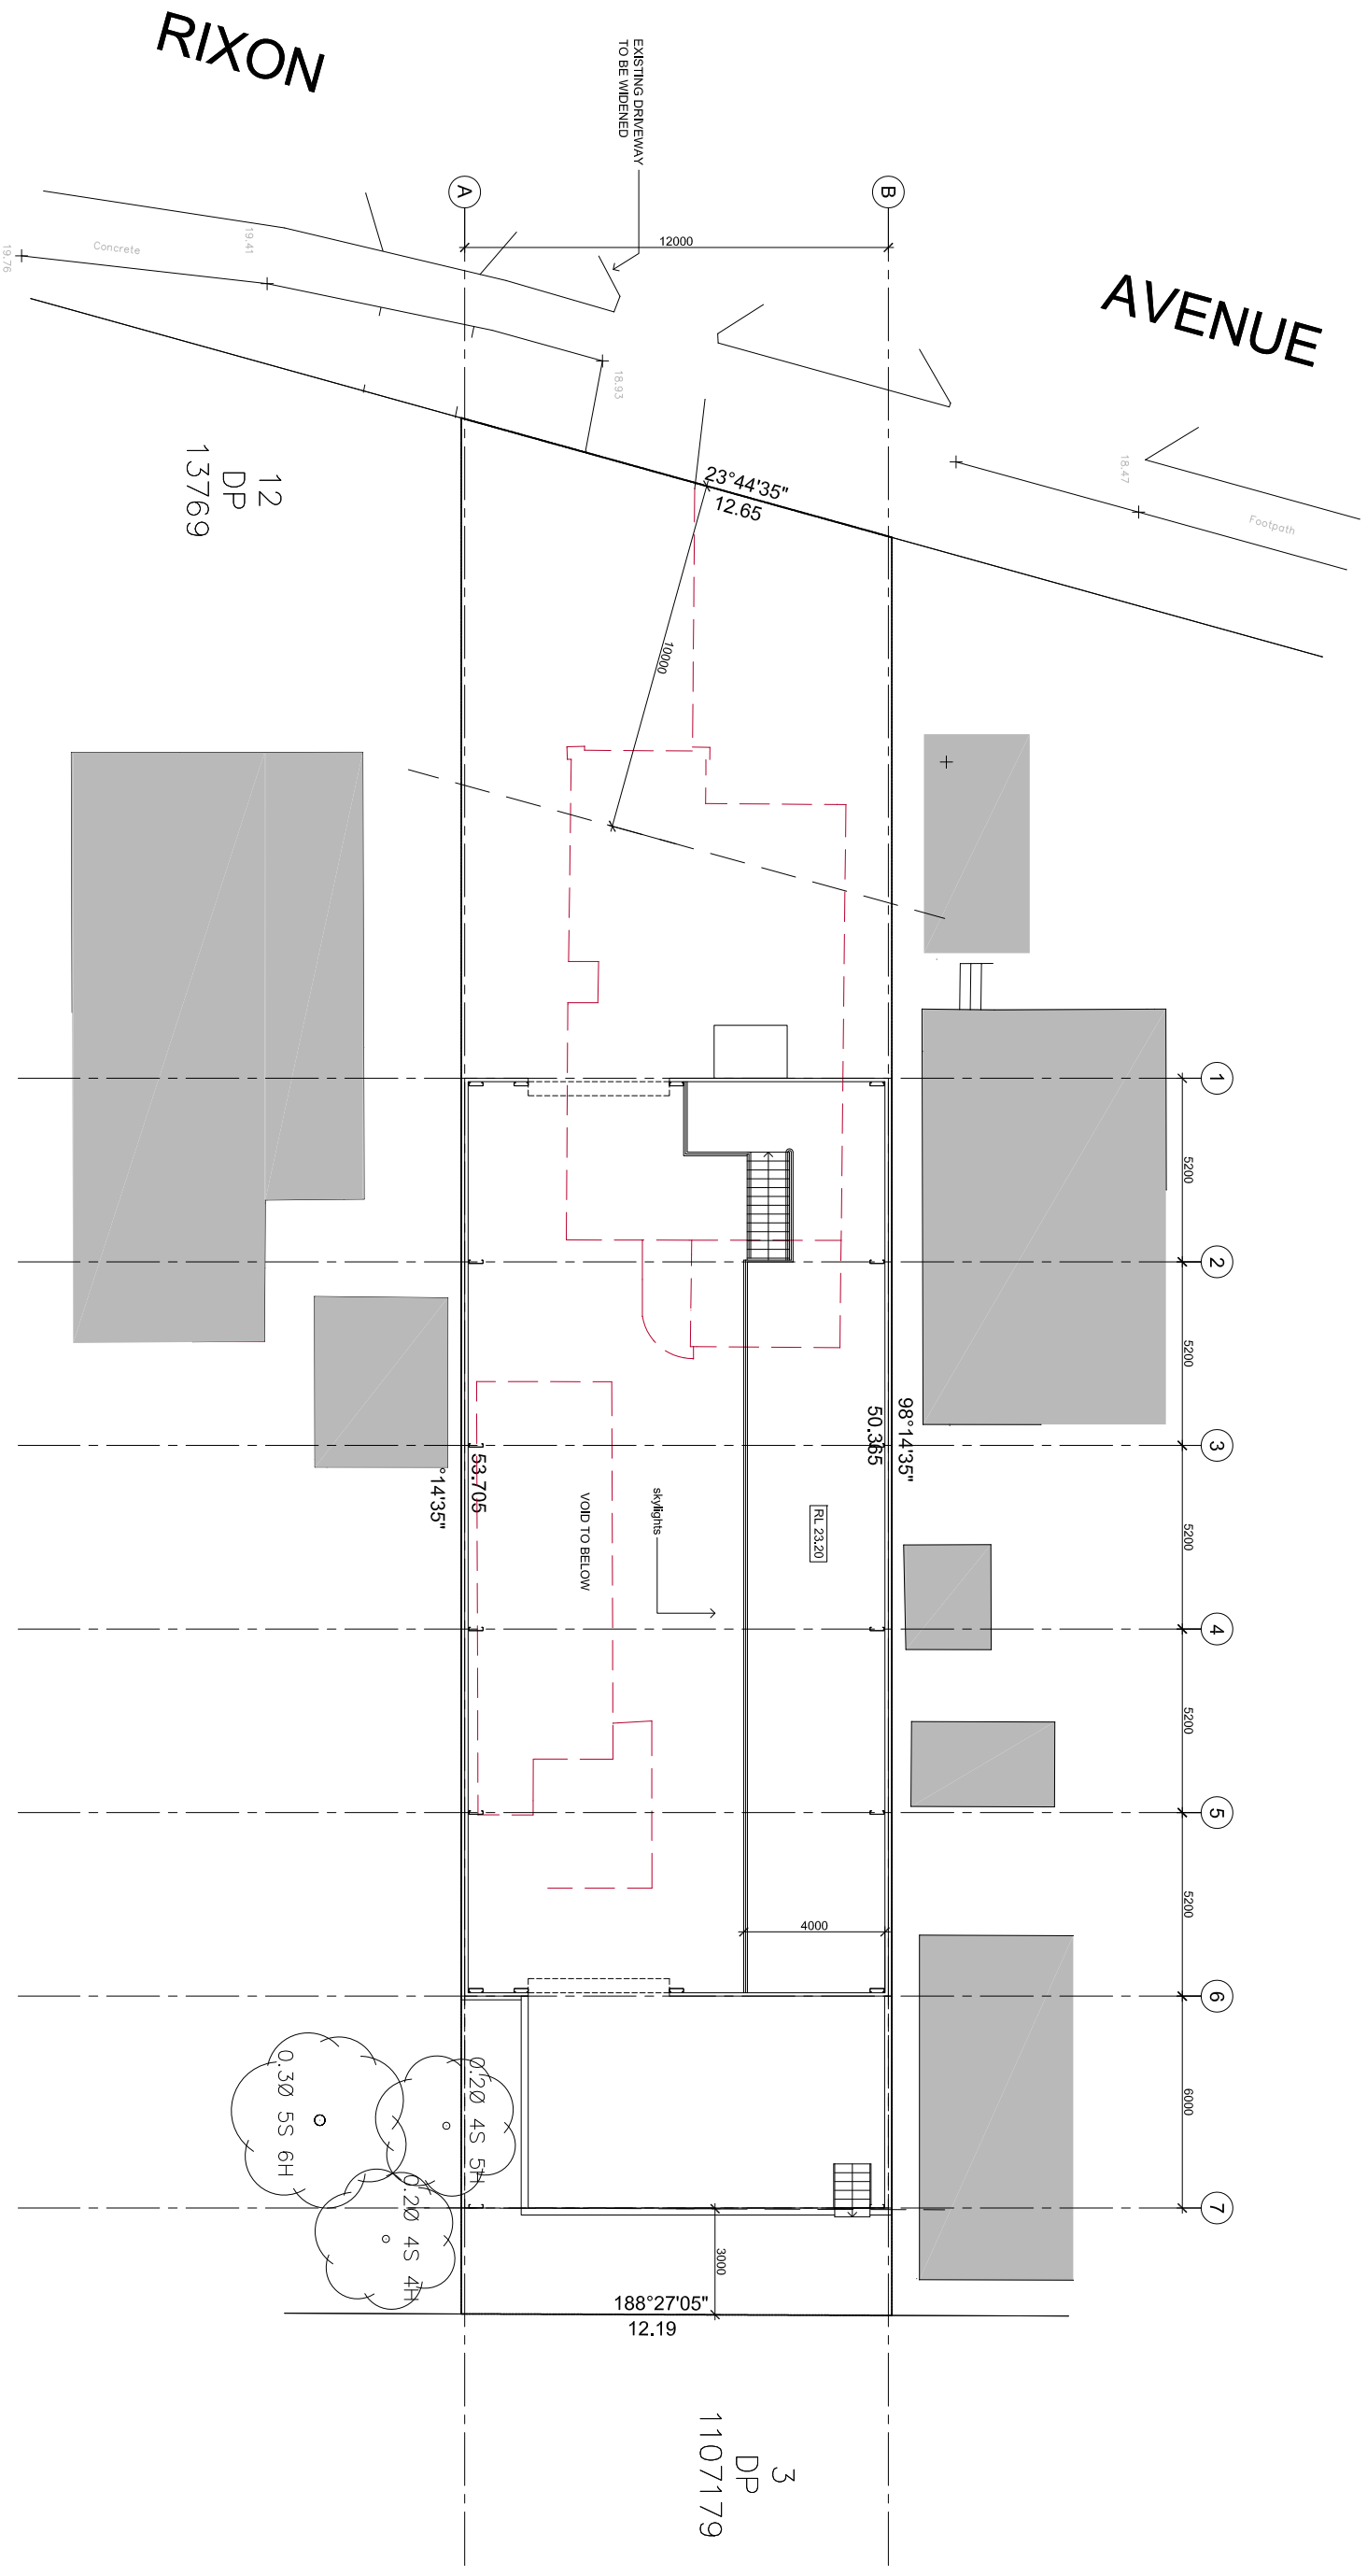 RIXON
AVENUE
EXISTING DRIVEWAY
TO BE WIDENED
A
B
12000
Concrete
19.41
19.76
18.93
18.47
Footpath
23°44'35"
12.65
12
DP
13769
10000
1
5200
2
5200
3
5200
4
5200
5
5200
6
6000
7
98°14'35"
50.365
53.705
°14'35"
RL 23.20
skylights
VOID TO BELOW
4000
0.3Ø 5S 6H
0.2Ø 4S 5H
0.2Ø 4S 4H
3000
188°27'05"
12.19
3
DP
1107179